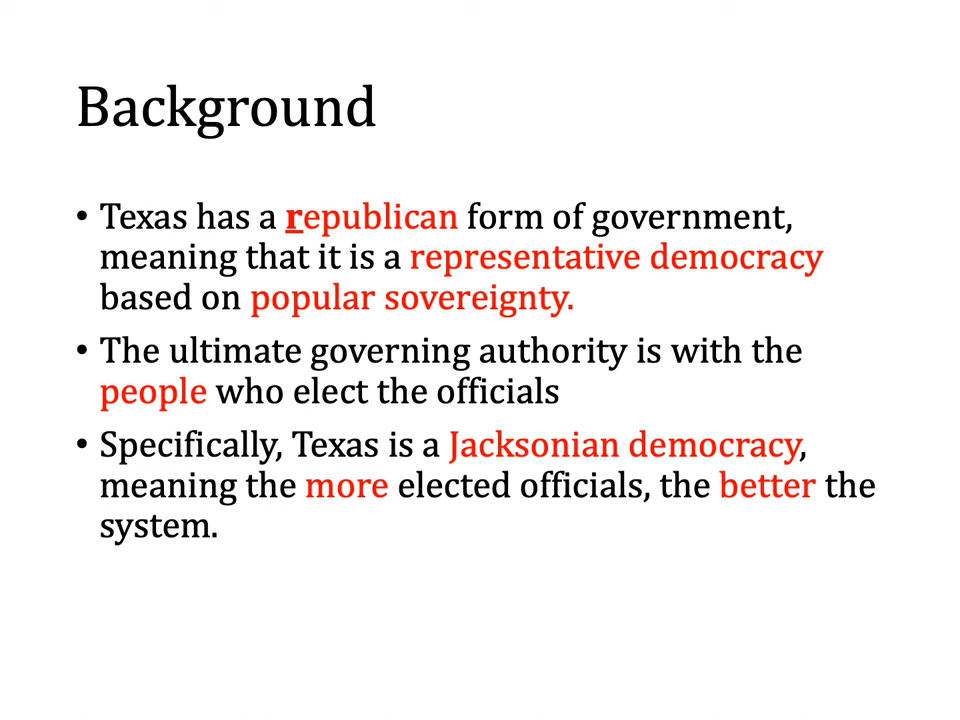 Background
• Texas has a republican form of government,
meaning that it is a representative democracy
based on popular sovereignty.
• The ultimate governing authority is with the
people who elect the officials
• Specifically, Texas is a Jacksonian democracy,
meaning the more elected officials, the better the
system.